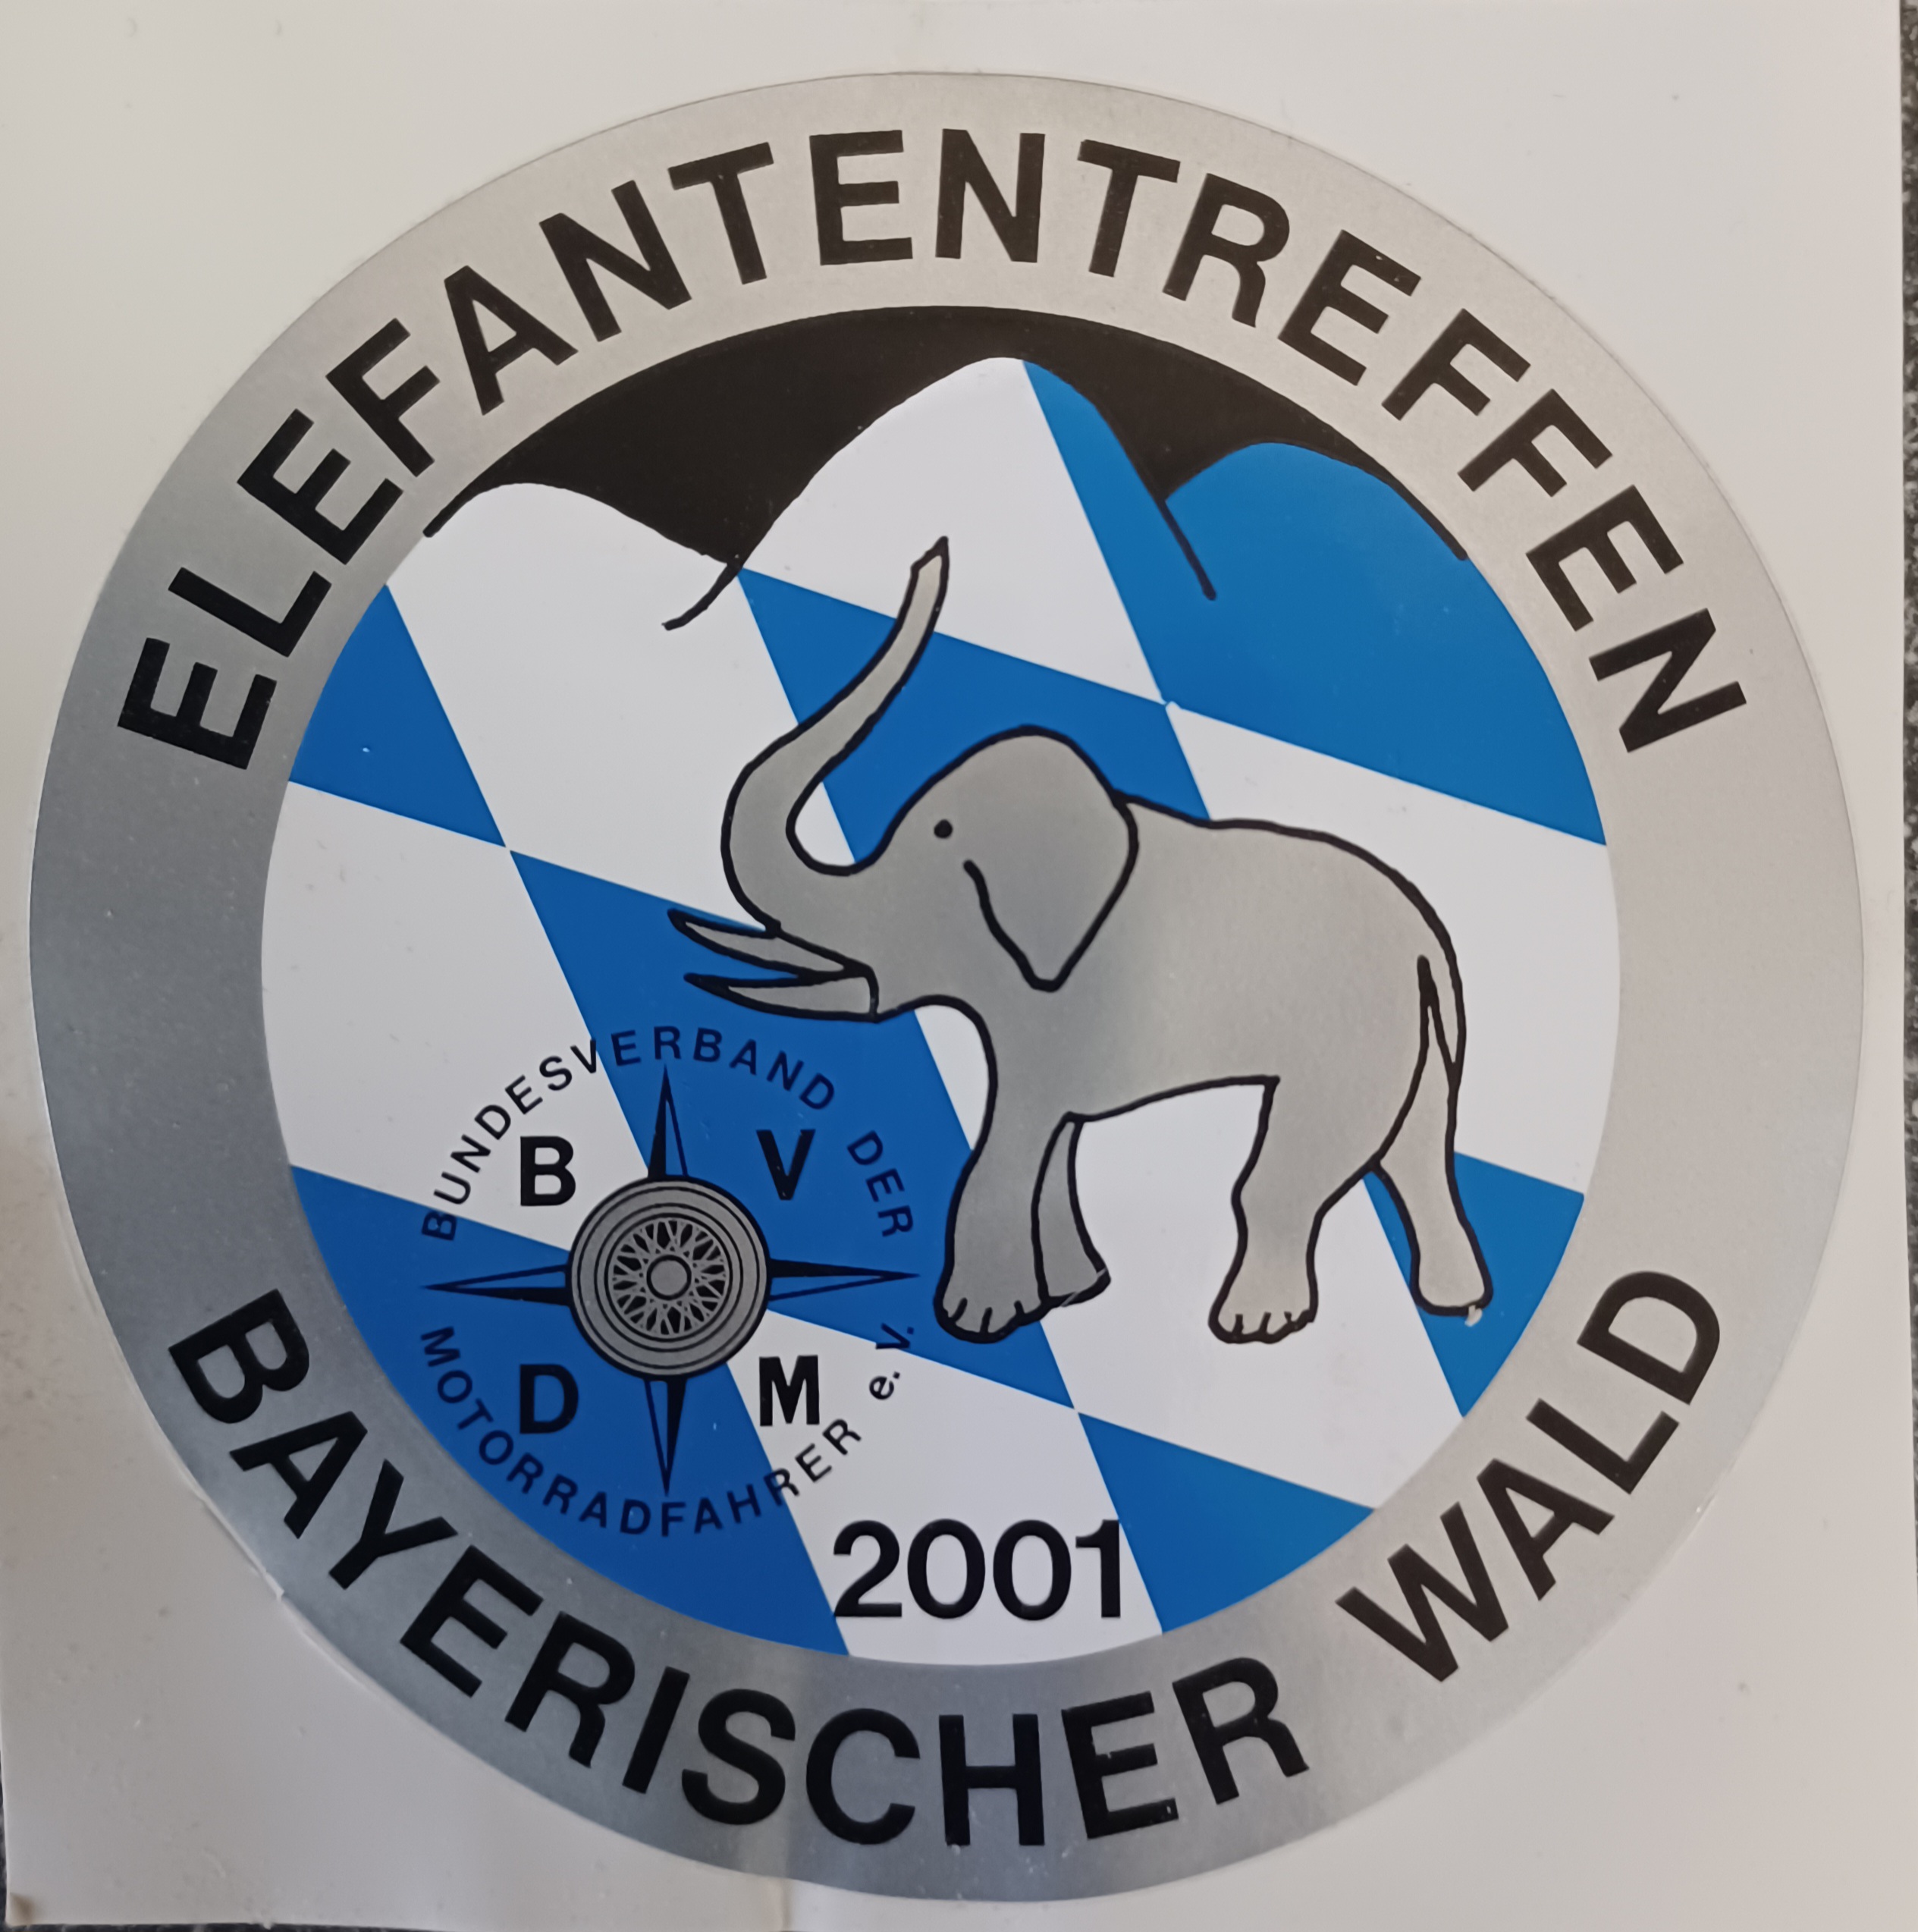 ELEFANTENTREFFEN
BUNDESVERBAND DER
B V
D M
MOTORRADFAHRER e.V.
2001
BAYERISCHER WALD